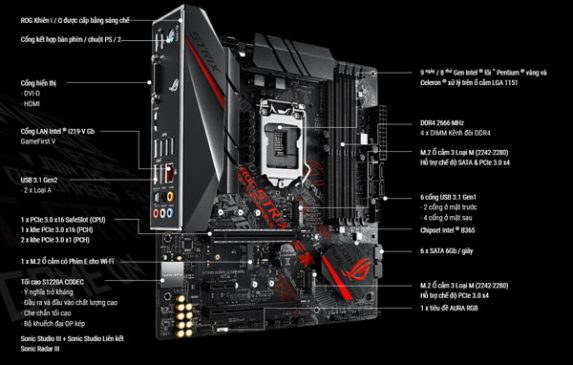 ROG Khiên I / O được cấp bằng sáng chế
Cổng kết hợp bàn phím / chuột PS / 2
Cổng hiển thị
· DVI-D
· HDMI
Cổng LAN Intel ® I219-V Gb
GameFirst V
USB 3.1 Gen2
· 2 x Loại A
1 x PCIe 3.0 x16 SafeSlot (CPU)
1 x khe PCIe 3.0 x16 (PCH)
2 x khe PCIe 3.0 x1 (PCH)
1 x M.2 Ổ cắm có Phím E cho Wi-Fi
Tối cao S1220A CODEC
· Ý nghĩa trở kháng
· Đầu ra và đầu vào chất lượng cao
· Che chắn tối cao
· Bộ khuếch đại OP kép
Sonic Studio III + Sonic Studio Liên kết
Sonic Radar III
STRIX
ROG STRIX
9 ngày / 8 thứ Gen Intel ® lõi ™ Pentium ® vàng và
Celeron ® xử lý trên ổ cắm LGA 1151
DDR4 2666 MHz
4 x DIMM Kênh đôi DDR4
M.2 Ổ cắm 3 Loại M (2242-2280)
Hỗ trợ chế độ SATA & PCIe 3.0 x4
6 cổng USB 3.1 Gen1
· 2 cổng ở mặt trước
· 4 cổng ở mặt sau
Chipset Intel ® B365
6 x SATA 6Gb / giây
M.2 Ổ cắm 3 Loại M (2242-2280)
Hỗ trợ chế độ PCIe 3.0 x4
1 x tiêu đề AURA RGB